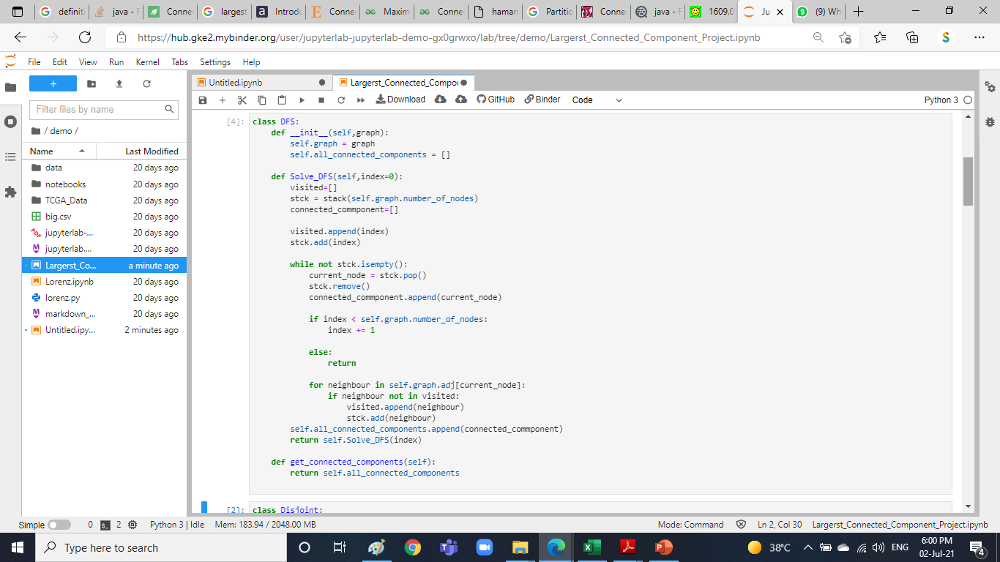 definiti
java - F
Connec
largest
Introdu
Connec
Maxim
Connec
haman
Partitio
Connec
java - F
1609.0
Ju
(9) Wh
https://hub.gke2.mybinder.org/user/jupyterlab-jupyterlab-demo-gx0grwxo/lab/tree/demo/Largerst_Connected_Component_Project.ipynb
File Edit View Run Kernel Tabs Settings Help
Filter files by name
/ demo /
Name Last Modified
data 20 days ago
notebooks 20 days ago
TCGA_Data 20 days ago
big.csv 20 days ago
jupyterlab-... 20 days ago
jupyterlab.... 20 days ago
Largerst_Co... a minute ago
Lorenz.ipynb 20 days ago
lorenz.py 20 days ago
markdown_... 20 days ago
Untitled.ipy... 2 minutes ago
Untitled.ipynb
Largerst_Connected_Compor
Download GitHub Binder Code Python 3
[4]: class DFS:
def __init__(self,graph):
self.graph = graph
self.all_connected_components = []
def Solve_DFS(self,index=0):
visited=[]
stck = stack(self.graph.number_of_nodes)
connected_commponent=[]
visited.append(index)
stck.add(index)
while not stck.isempty():
current_node = stck.pop()
stck.remove()
connected_commponent.append(current_node)
if index < self.graph.number_of_nodes:
index += 1
else:
return
for neighbour in self.graph.adj[current_node]:
if neighbour not in visited:
visited.append(neighbour)
stck.add(neighbour)
self.all_connected_components.append(connected_commponent)
return self.Solve_DFS(index)
def get_connected_components(self):
return self.all_connected_components
[2]: class Disjoint:
Simple 0 2 Python 3 | Idle Mem: 183.94 / 2048.00 MB Mode: Command Ln 2, Col 30 Largerst_Connected_Component_Project.ipynb
Type here to search
38°C
ENG
6:00 PM
02-Jul-21
4